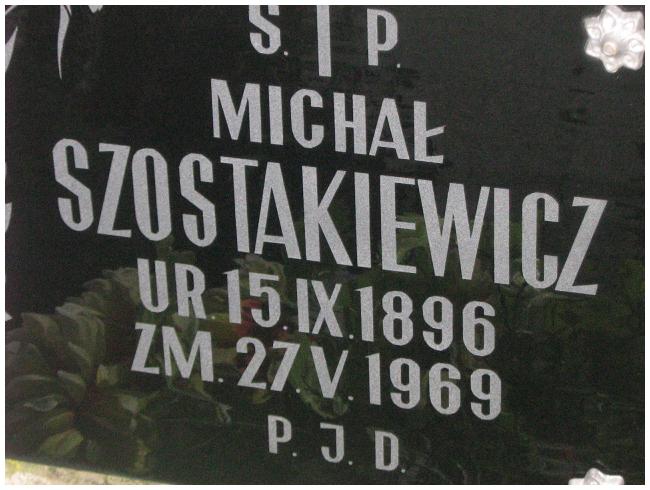 S. P.
MICHAŁ
SZOSTAKIEWICZ
UR 15.IX.1896
ZM. 27.V.1969
P. J. D.